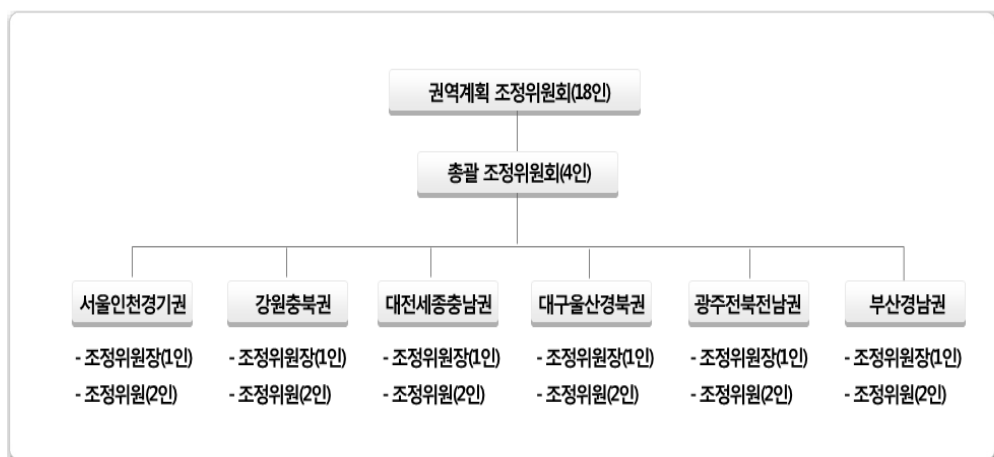 권역계획 조정위원회(18인)
총괄 조정위원회(4인)
서울인천경기권
강원충북권
대전세종충남권
대구울산경북권
광주전북전남권
부산경남권
- 조정위원장(1인)
- 조정위원장(1인)
- 조정위원장(1인)
- 조정위원장(1인)
- 조정위원장(1인)
- 조정위원장(1인)
- 조정위원(2인)
- 조정위원(2인)
- 조정위원(2인)
- 조정위원(2인)
- 조정위원(2인)
- 조정위원(2인)